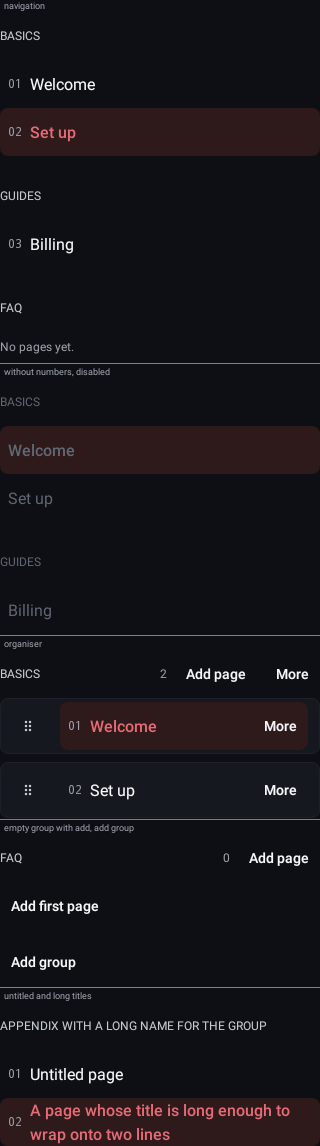 navigation
BASICS
01 Welcome
02 Set up
GUIDES
03 Billing
FAQ
No pages yet.
without numbers, disabled
BASICS
Welcome
Set up
GUIDES
Billing
organiser
BASICS 2 Add page More
01 Welcome More
02 Set up More
empty group with add, add group
FAQ 0 Add page
Add first page
Add group
untitled and long titles
APPENDIX WITH A LONG NAME FOR THE GROUP
01 Untitled page
02 A page whose title is long enough to
wrap onto two lines